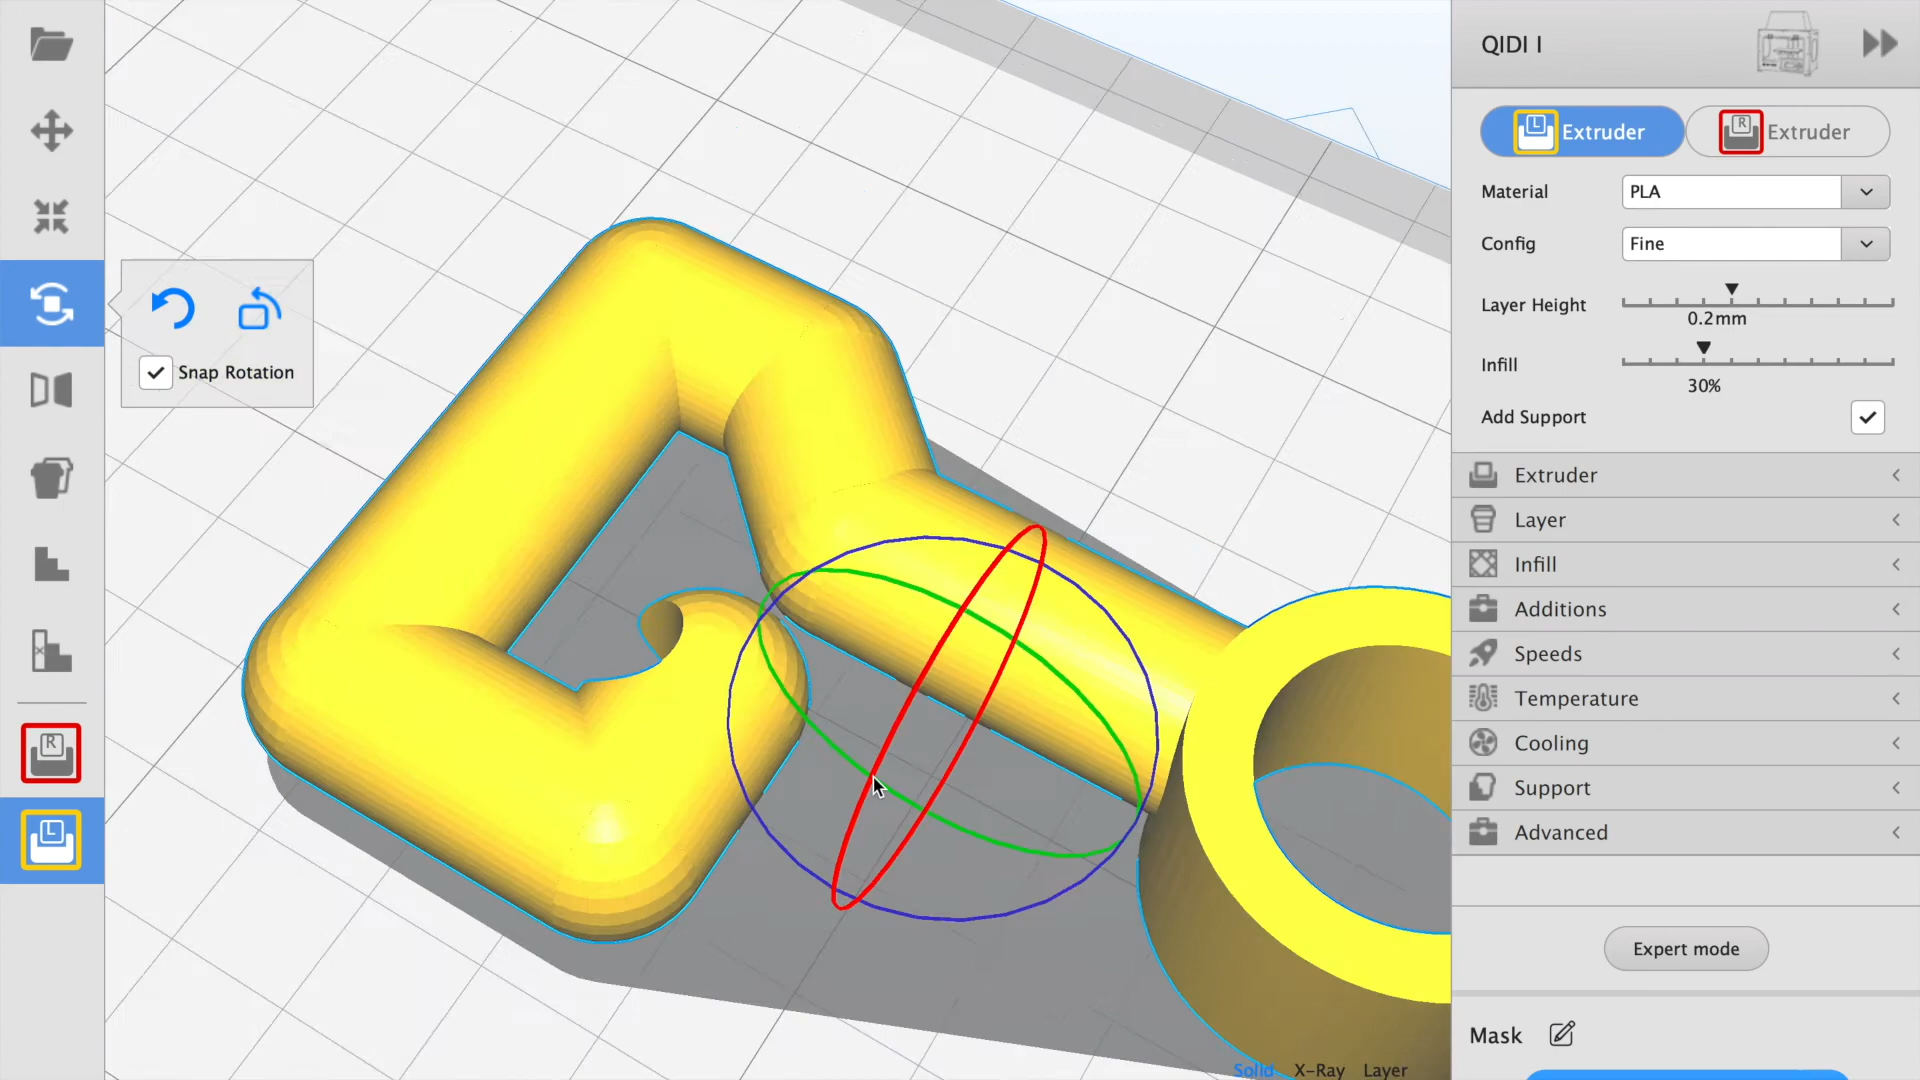 QIDI I
L Extruder
R Extruder
Material PLA
Config Fine
Layer Height
0.2mm
Infill
30%
Add Support
Snap Rotation
Extruder
Layer
Infill
Additions
Speeds
Temperature
Cooling
Support
Advanced
Expert mode
Mask
R
L
Solid X-Ray Layer